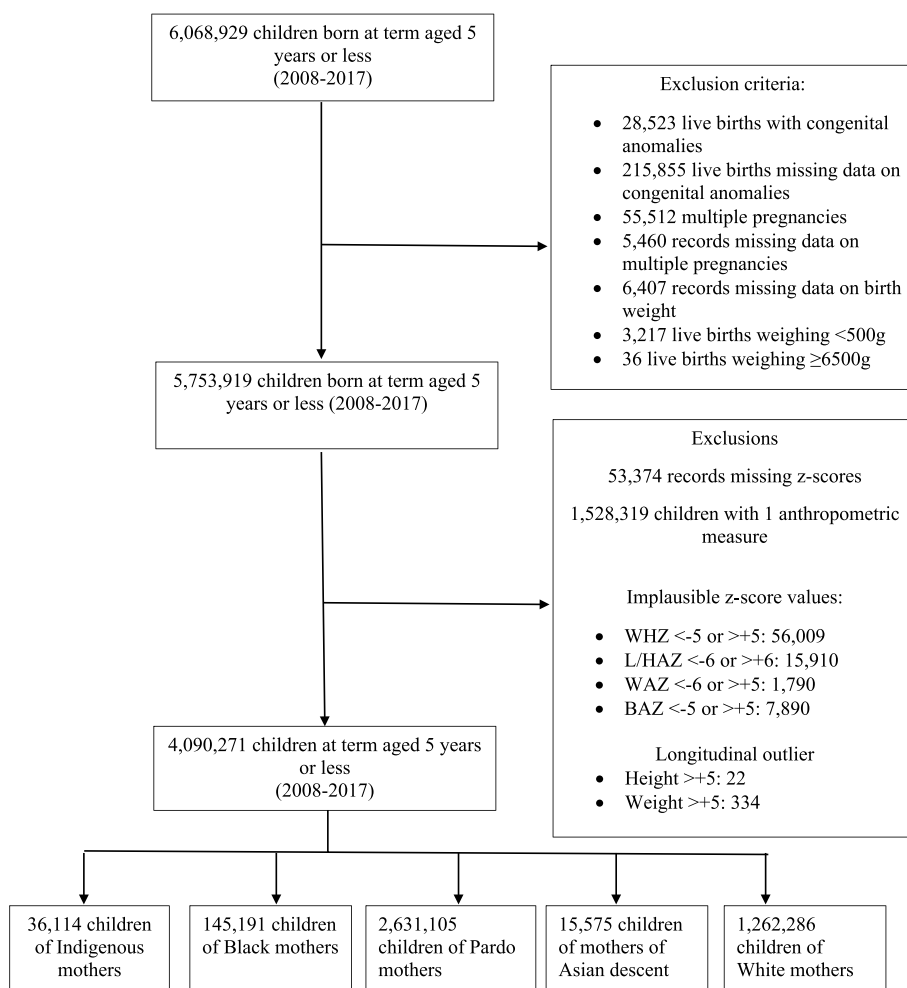 6,068,929 children born at term aged 5
years or less
(2008-2017)
Exclusion criteria:
• 28,523 live births with congenital
anomalies
• 215,855 live births missing data on
congenital anomalies
• 55,512 multiple pregnancies
• 5,460 records missing data on
multiple pregnancies
• 6,407 records missing data on birth
weight
• 3,217 live births weighing <500g
• 36 live births weighing ≥6500g
5,753,919 children born at term aged 5
years or less (2008-2017)
Exclusions
53,374 records missing z-scores
1,528,319 children with 1 anthropometric
measure
Implausible z-score values:
• WHZ <-5 or >+5: 56,009
• L/HAZ <-6 or >+6: 15,910
• WAZ <-6 or >+5: 1,790
• BAZ <-5 or >+5: 7,890
Longitudinal outlier
• Height >+5: 22
• Weight >+5: 334
4,090,271 children at term aged 5 years
or less
(2008-2017)
36,114 children
of Indigenous
mothers
145,191 children
of Black mothers
2,631,105
children of Pardo
mothers
15,575 children
of mothers of
Asian descent
1,262,286
children of
White mothers